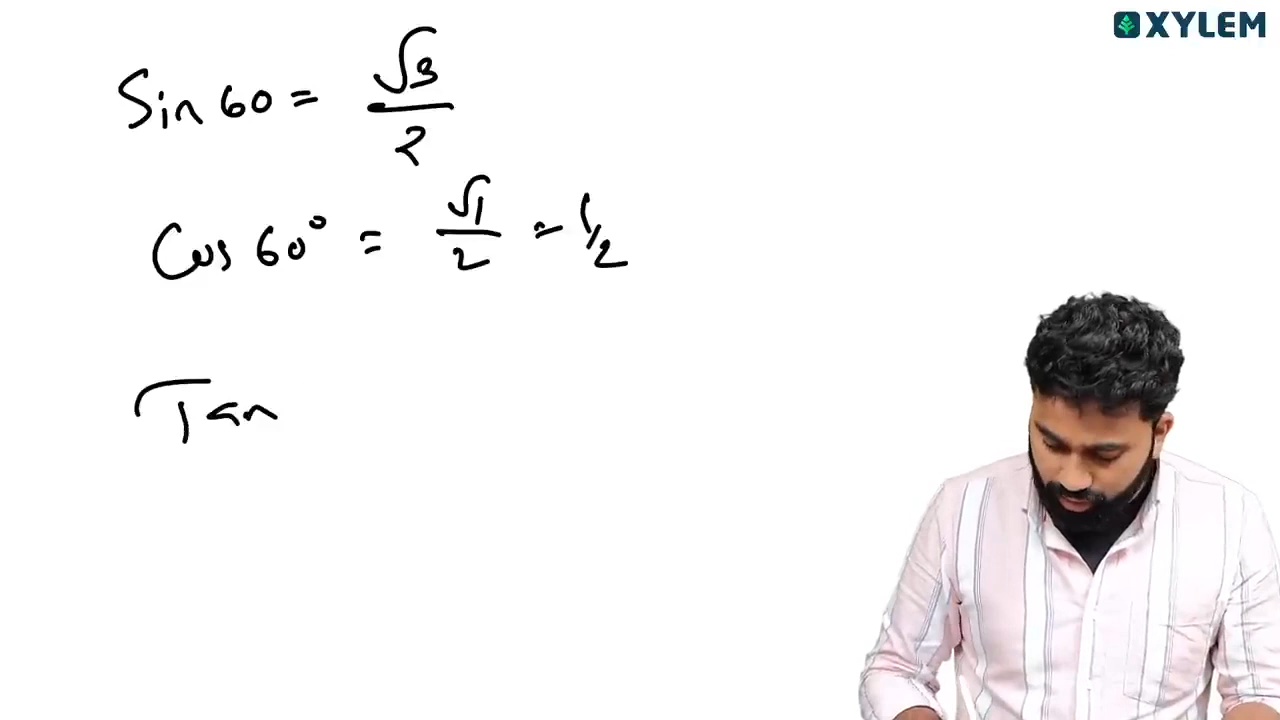 XYLEM
Sin 60 = √3/2
Cos 60° = √1/2 = 1/2
Tan